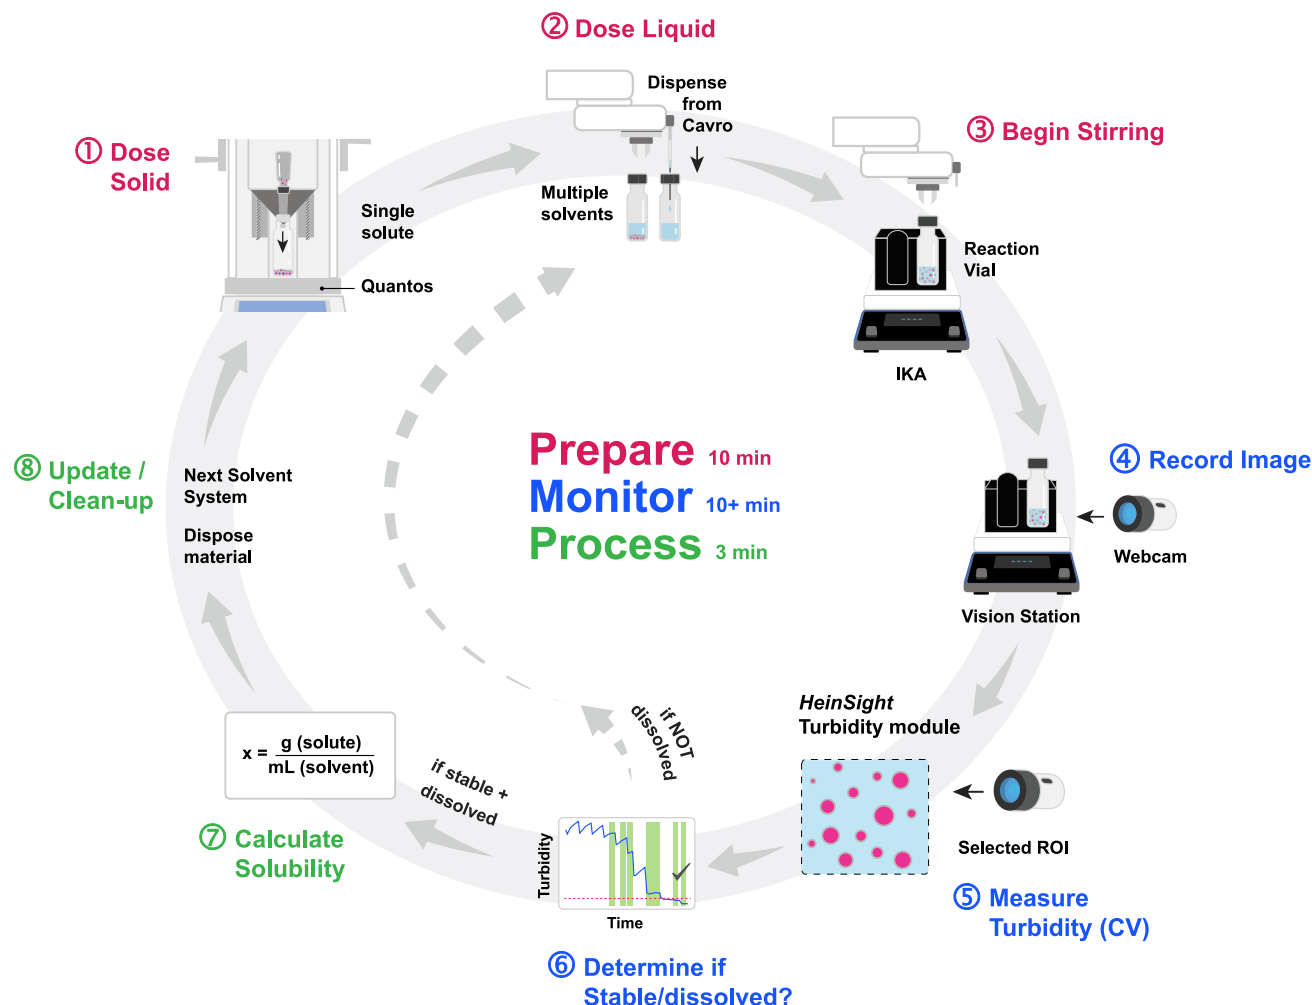 ② Dose Liquid
Dispense
from
Cavro
① Dose
Solid
③ Begin Stirring
Single
solute
Multiple
solvents
Quantos
Reaction
Vial
IKA
Prepare 10 min
Monitor 10+ min
Process 3 min
④ Record Image
Webcam
Vision Station
⑧ Update /
Clean-up
Next Solvent
System
Dispose
material
HeinSight
Turbidity module
Selected ROI
⑤ Measure
Turbidity (CV)
if NOT
dissolved
if stable +
dissolved
x = g (solute)
mL (solvent)
⑦ Calculate
Solubility
Turbidity
Time
⑥ Determine if
Stable/dissolved?